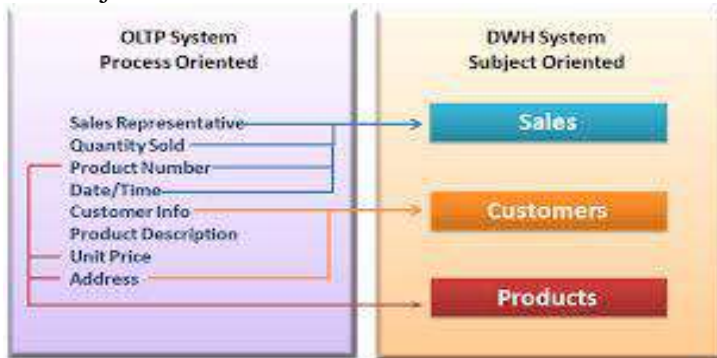 OLTP System
Process Oriented
Sales Representative
Quantity Sold
Product Number
Date/Time
Customer Info
Product Description
Unit Price
Address
DWH System
Subject Oriented
Sales
Customers
Products